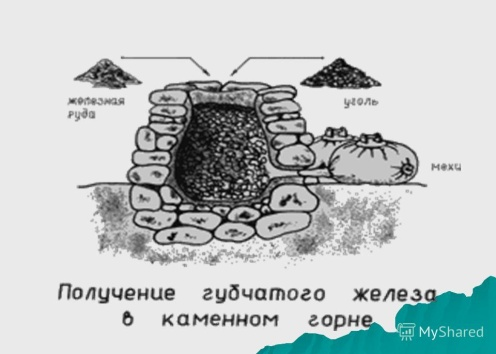 железная
руда
уголь
мехи
Получение губчатого железа
в каменном горне
MyShared